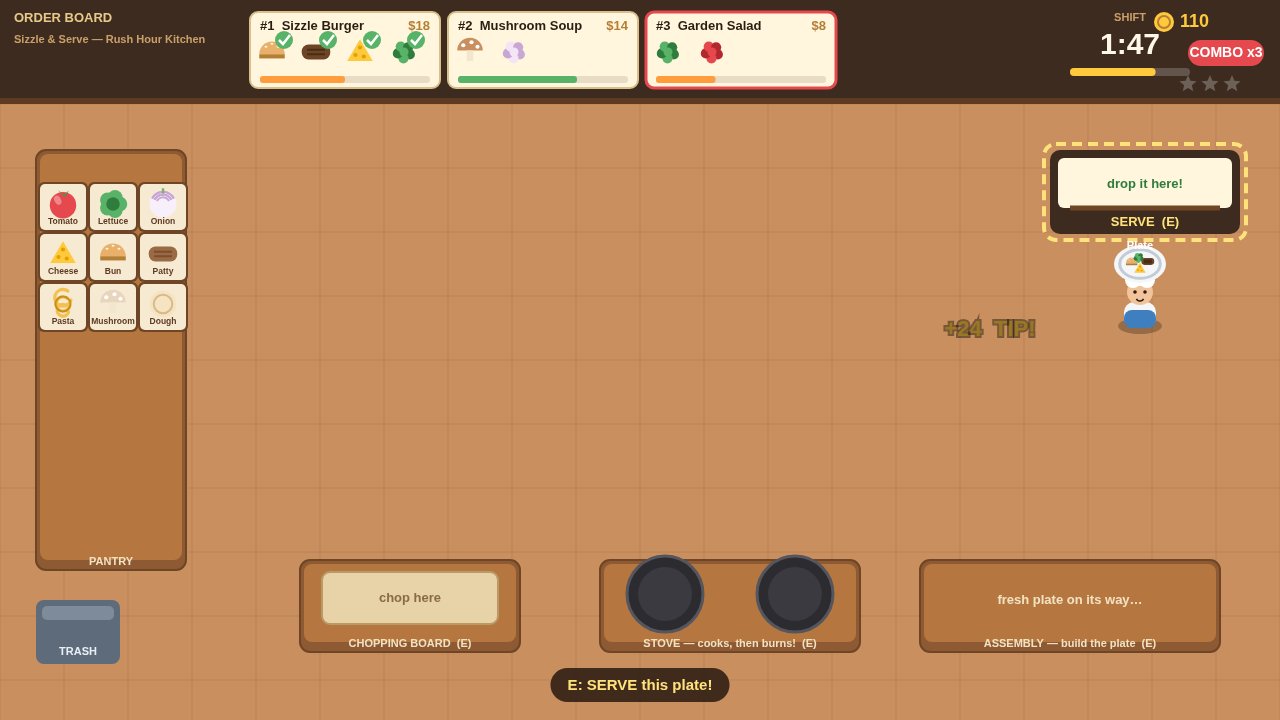 ORDER BOARD
Sizzle & Serve — Rush Hour Kitchen
#1 Sizzle Burger $18
#2 Mushroom Soup $14
#3 Garden Salad $8
SHIFT
110
1:47
COMBO x3
Tomato Lettuce Onion
Cheese Bun Patty
Pasta Mushroom Dough
PANTRY
TRASH
drop it here!
SERVE (E)
Plate
+24 TIP!
chop here
CHOPPING BOARD (E)
STOVE — cooks, then burns! (E)
fresh plate on its way…
ASSEMBLY — build the plate (E)
E: SERVE this plate!